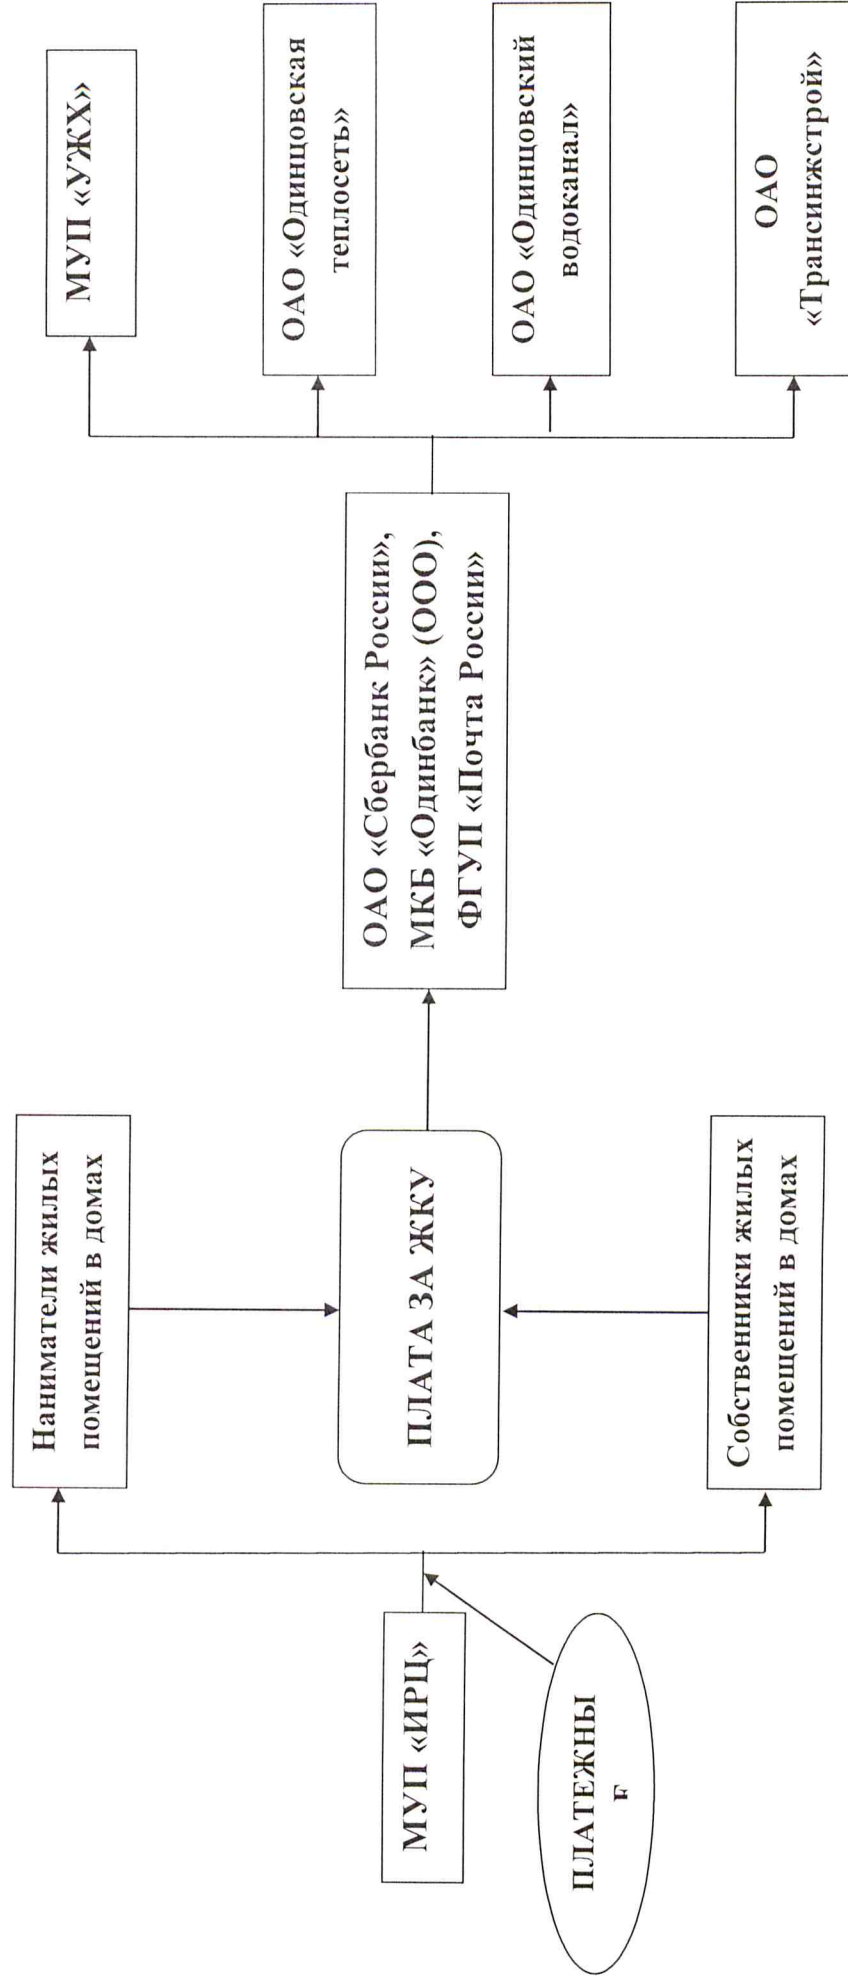 МУП «ИРЦ»
ПЛАТЕЖНЫ
Наниматели жилых
помещений в домах
ПЛАТА ЗА ЖКУ
Собственники жилых
помещений в домах
ОАО «Сбербанк России»,
МКБ «Одинбанк» (ООО),
ФГУП «Почта России»
МУП «УЖХ»
ОАО «Одинцовская
теплосеть»
ОАО «Одинцовский
водоканал»
ОАО
«Трансинжстрой»